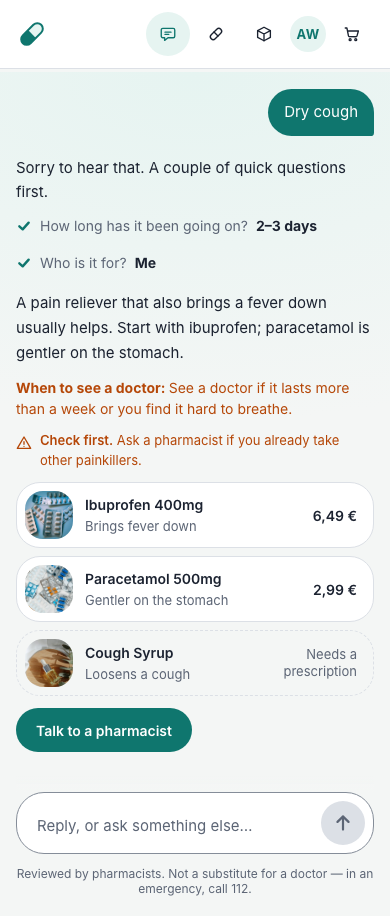 AW
Dry cough
Sorry to hear that. A couple of quick questions
first.
How long has it been going on? 2–3 days
Who is it for? Me
A pain reliever that also brings a fever down
usually helps. Start with ibuprofen; paracetamol is
gentler on the stomach.
When to see a doctor: See a doctor if it lasts more
than a week or you find it hard to breathe.
Check first. Ask a pharmacist if you already take
other painkillers.
Ibuprofen 400mg
Brings fever down
6,49 €
Paracetamol 500mg
Gentler on the stomach
2,99 €
Cough Syrup
Loosens a cough
Needs a
prescription
Talk to a pharmacist
Reply, or ask something else...
Reviewed by pharmacists. Not a substitute for a doctor — in an
emergency, call 112.